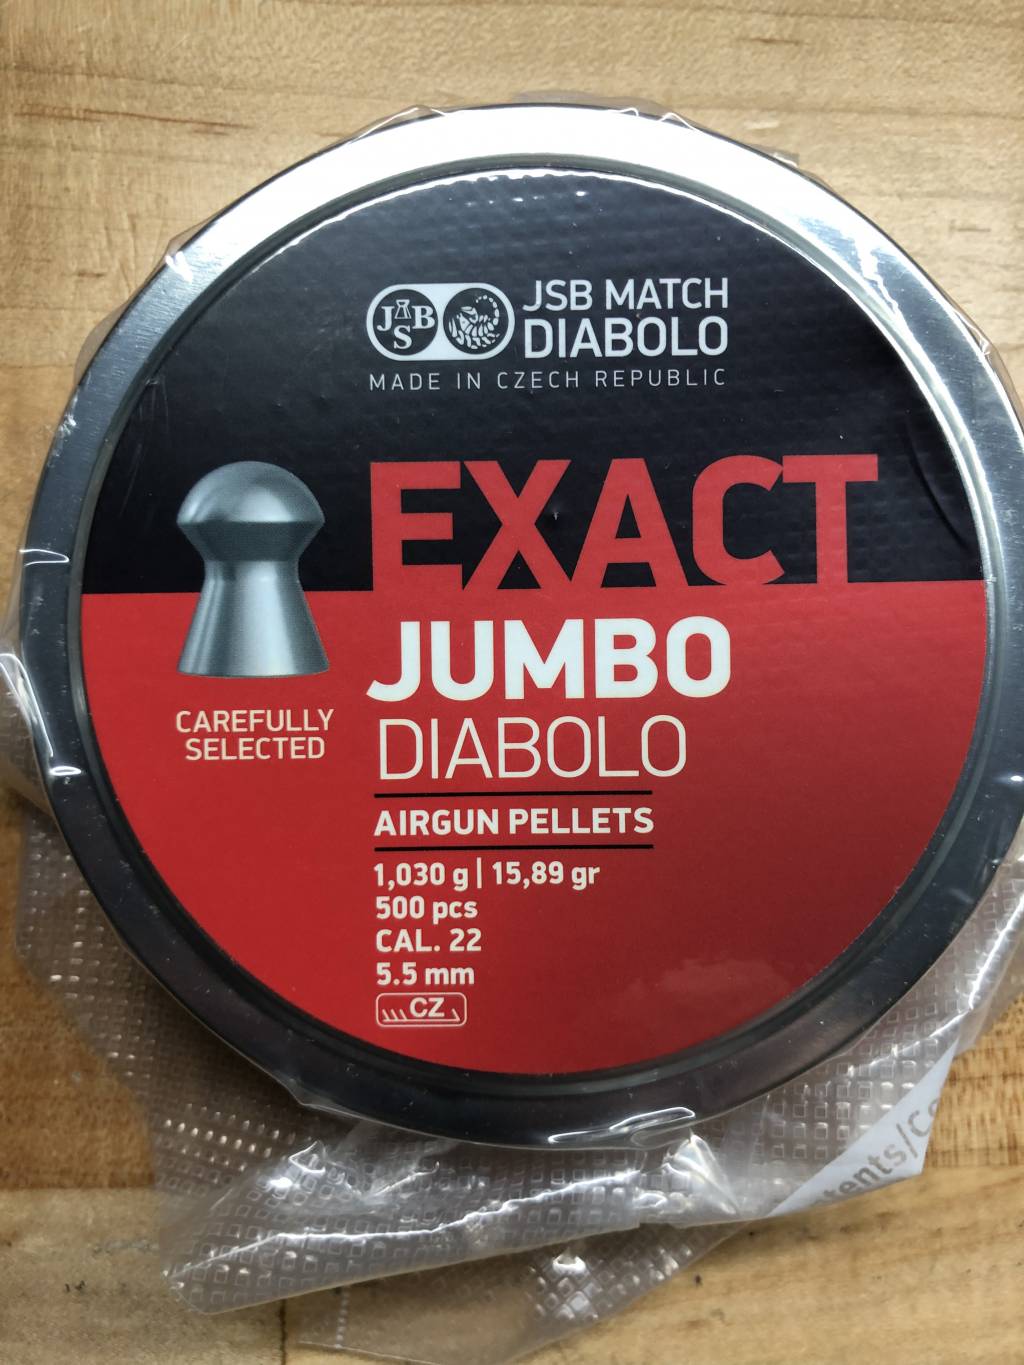 JSB
JSB MATCH
DIABOLO
MADE IN CZECH REPUBLIC
EXACT
JUMBO
DIABOLO
CAREFULLY
SELECTED
AIRGUN PELLETS
1,030 g | 15,89 gr
500 pcs
CAL. 22
5.5 mm
CZ